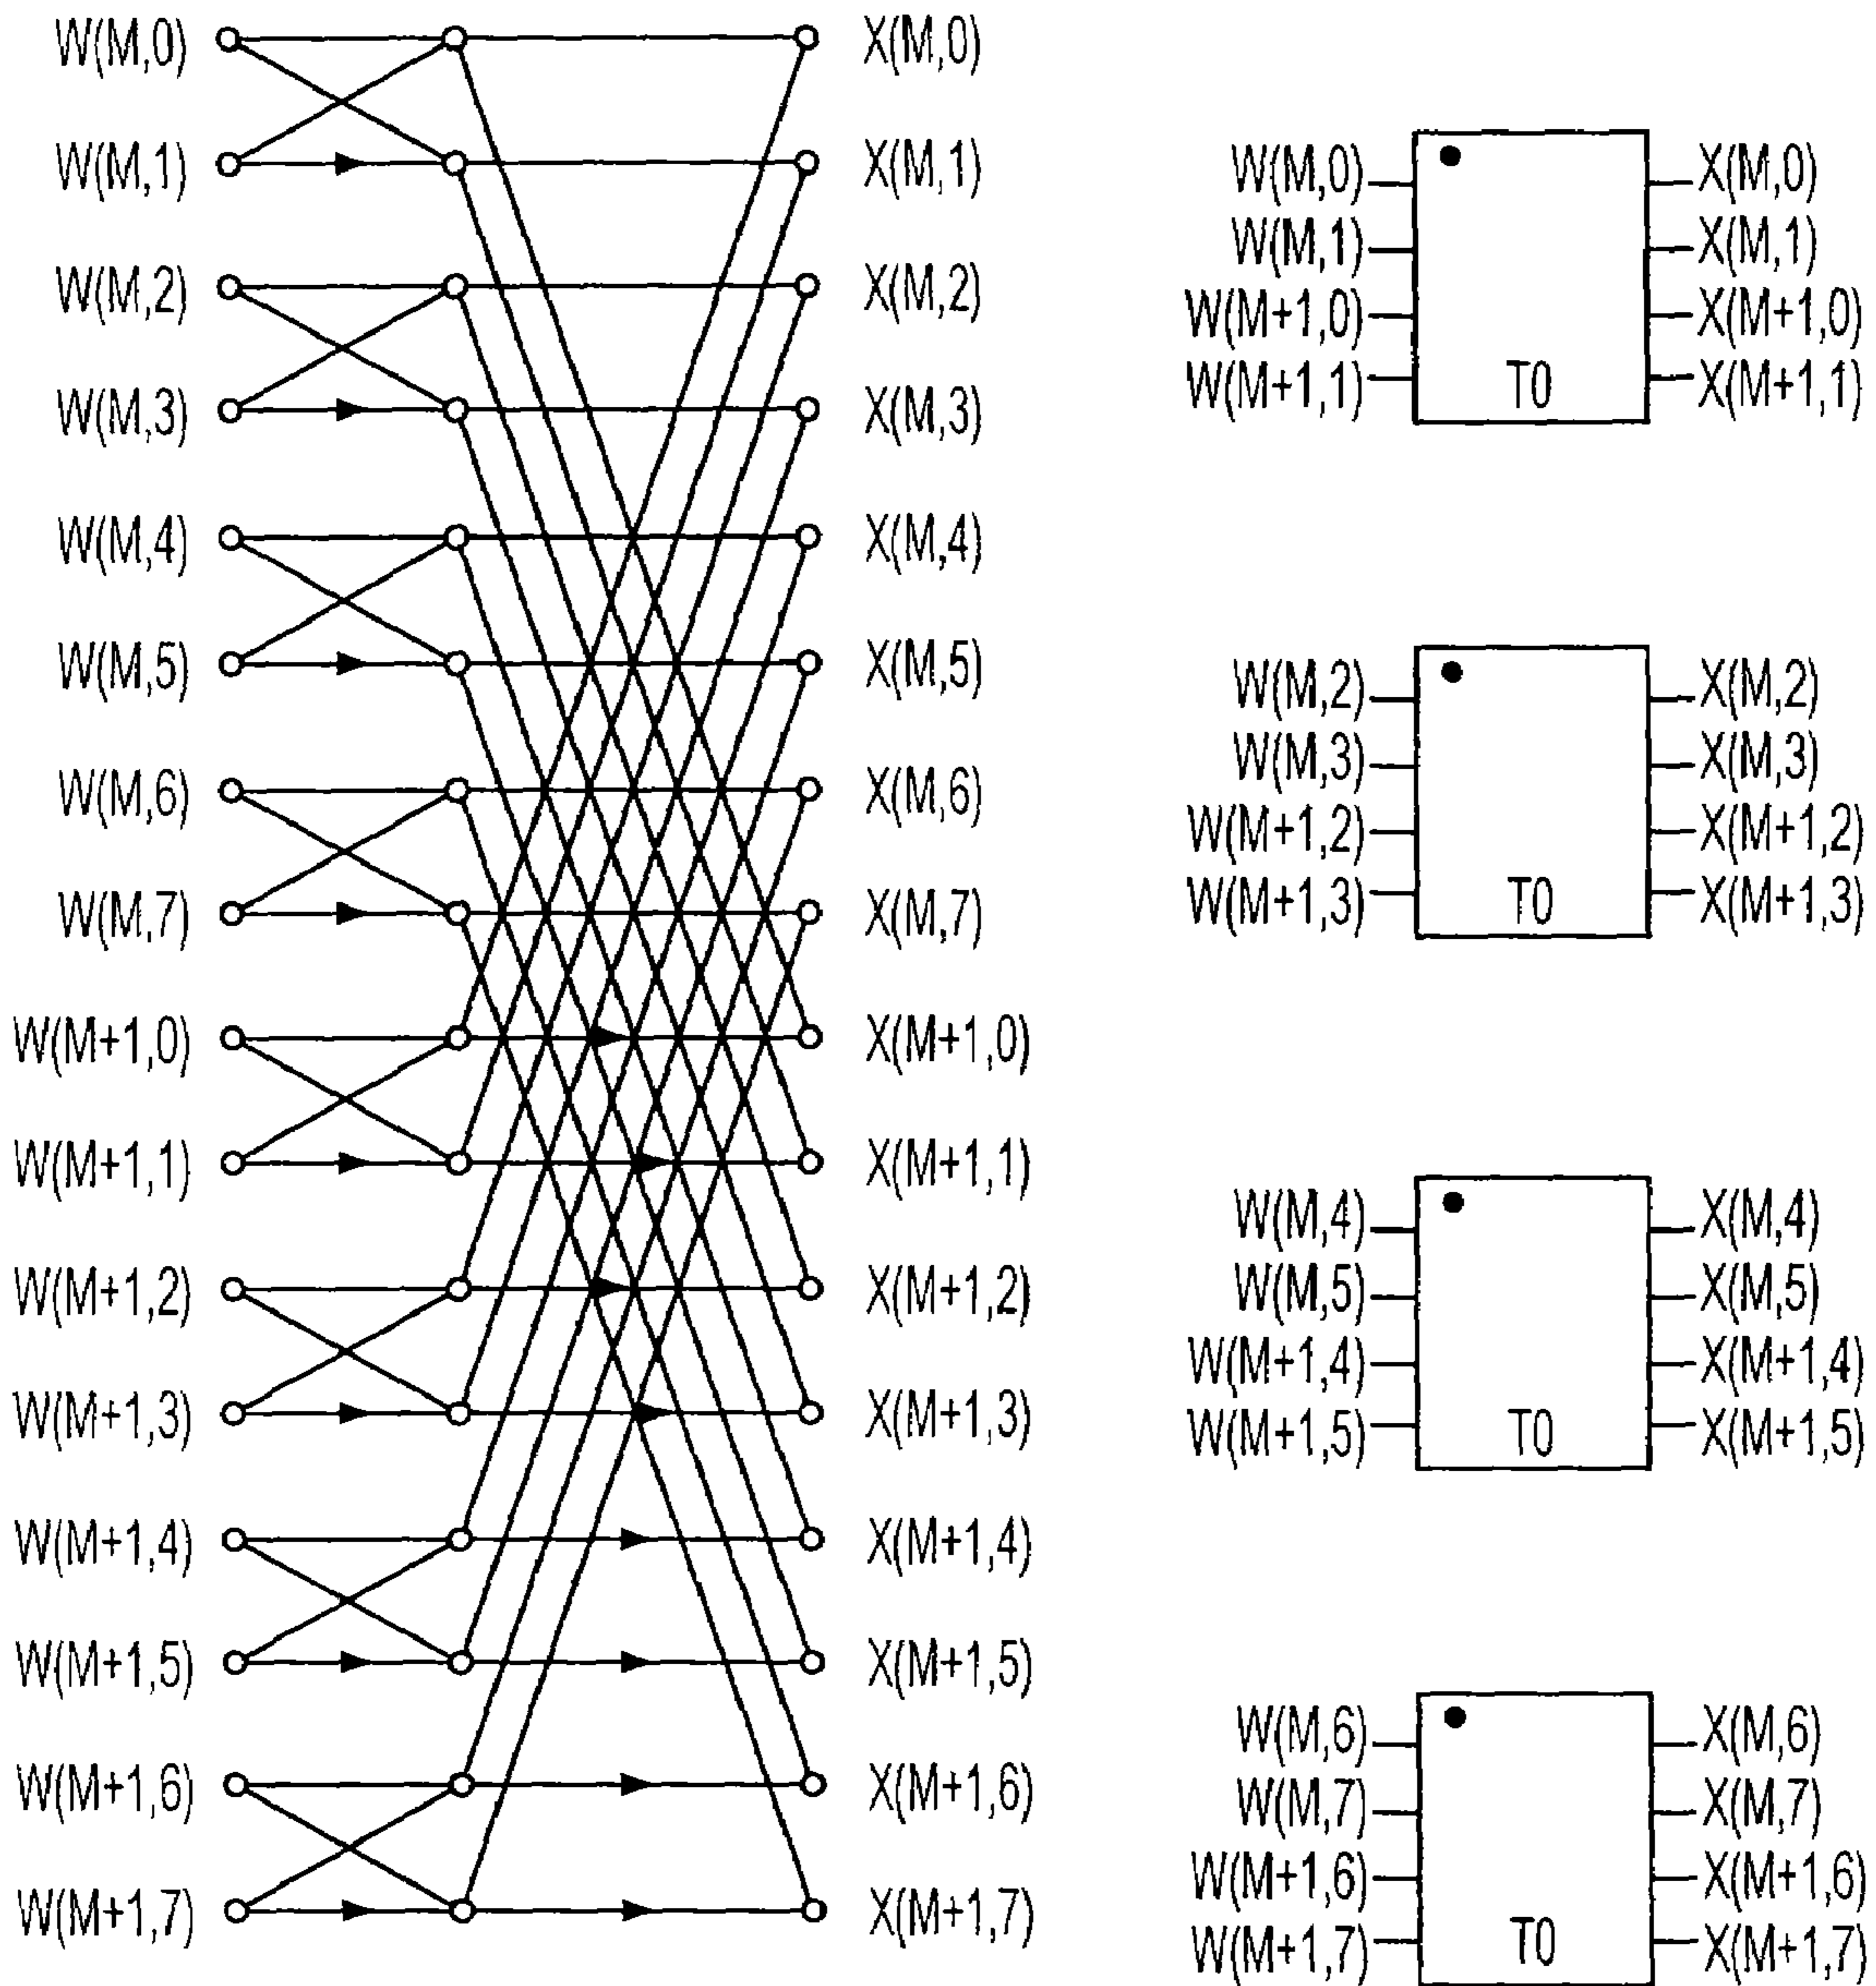 W(M,0) X(M,0)
W(M,1) X(M,1)
W(M,2) X(M,2)
W(M,3) X(M,3)
W(M,4) X(M,4)
W(M,5) X(M,5)
W(M,6) X(M,6)
W(M,7) X(M,7)
W(M+1,0) X(M+1,0)
W(M+1,1) X(M+1,1)
W(M+1,2) X(M+1,2)
W(M+1,3) X(M+1,3)
W(M+1,4) X(M+1,4)
W(M+1,5) X(M+1,5)
W(M+1,6) X(M+1,6)
W(M+1,7) X(M+1,7)
W(M,0) X(M,0)
W(M,1) X(M,1)
W(M+1,0) X(M+1,0)
W(M+1,1) T0 X(M+1,1)
W(M,2) X(M,2)
W(M,3) X(M,3)
W(M+1,2) X(M+1,2)
W(M+1,3) T0 X(M+1,3)
W(M,4) X(M,4)
W(M,5) X(M,5)
W(M+1,4) X(M+1,4)
W(M+1,5) T0 X(M+1,5)
W(M,6) X(M,6)
W(M,7) X(M,7)
W(M+1,6) X(M+1,6)
W(M+1,7) T0 X(M+1,7)